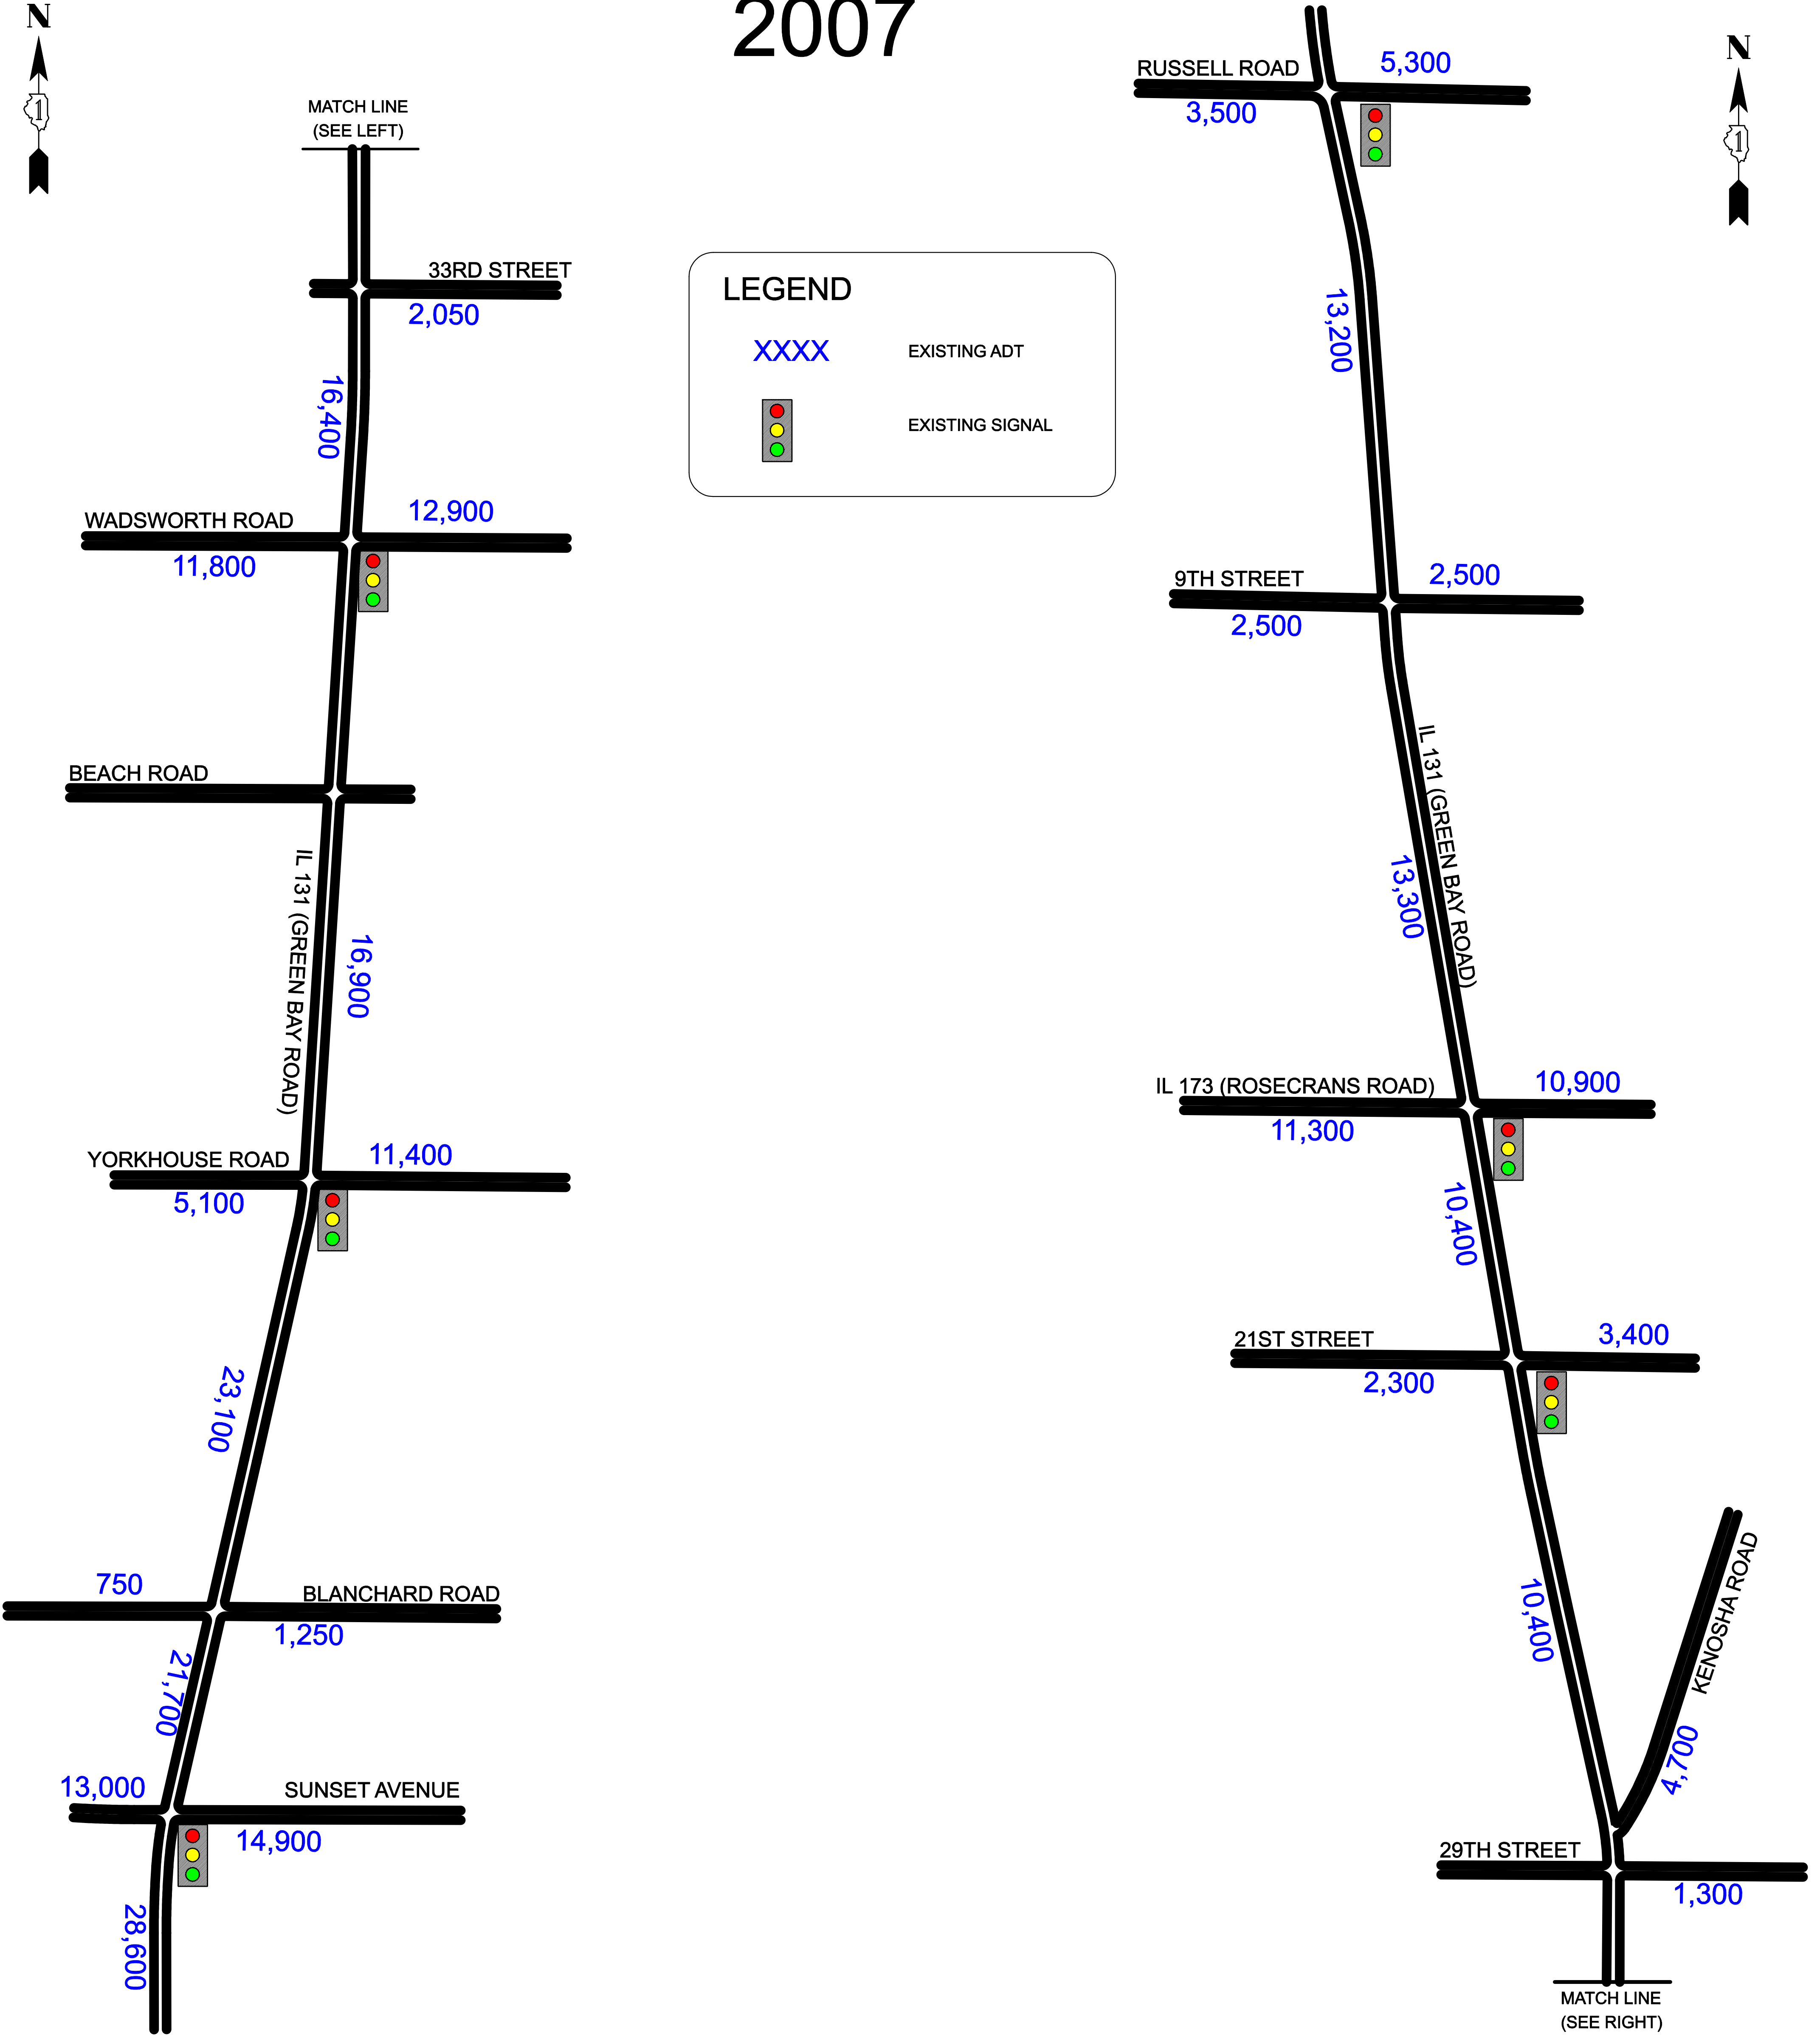 2007
N
1
MATCH LINE
(SEE LEFT)
33RD STREET
2,050
16,400
WADSWORTH ROAD
12,900
11,800
BEACH ROAD
IL 131 (GREEN BAY ROAD)
16,900
YORKHOUSE ROAD
11,400
5,100
23,100
750
BLANCHARD ROAD
1,250
21,700
13,000
SUNSET AVENUE
14,900
28,600
LEGEND
XXXX
EXISTING ADT
EXISTING SIGNAL
N
1
RUSSELL ROAD
5,300
3,500
13,200
9TH STREET
2,500
2,500
IL 131 (GREEN BAY ROAD)
13,300
IL 173 (ROSECRANS ROAD)
10,900
11,300
10,400
21ST STREET
3,400
2,300
10,400
KENOSHA ROAD
4,700
29TH STREET
1,300
MATCH LINE
(SEE RIGHT)